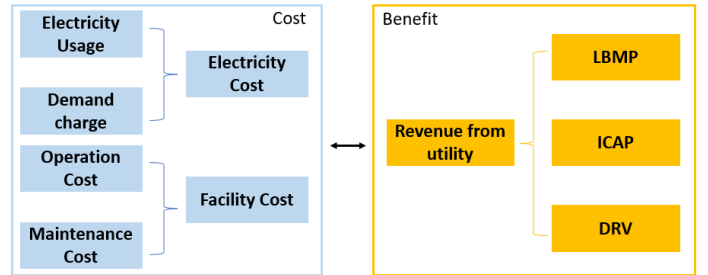 Cost
Electricity
Usage
Demand
charge
Electricity
Cost
Operation
Cost
Maintenance
Cost
Facility Cost
Benefit
Revenue from
utility
LBMP
ICAP
DRV